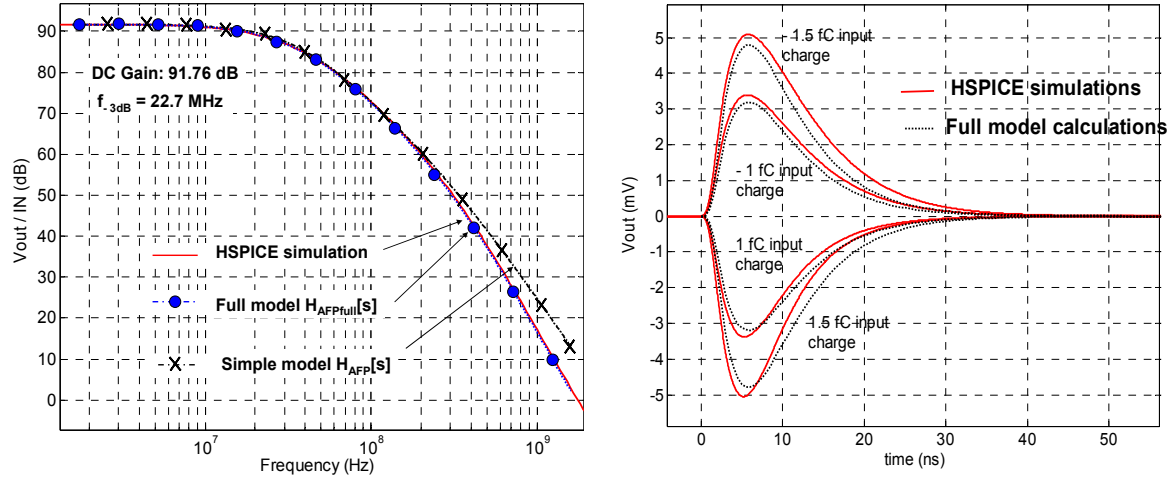 90
80
70
60
50
40
30
20
10
0
Vout / IN (dB)
DC Gain: 91.76 dB
f-3dB = 22.7 MHz
HSPICE simulation
Full model HAFPfull[s]
Simple model HAFP[s]
10^7
10^8
10^9
Frequency (Hz)
5
4
3
2
1
0
-1
-2
-3
-4
-5
Vout (mV)
- 1.5 fC input
charge
HSPICE simulations
Full model calculations
- 1 fC input
charge
1 fC input
charge
1.5 fC input
charge
0
10
20
30
40
50
time (ns)